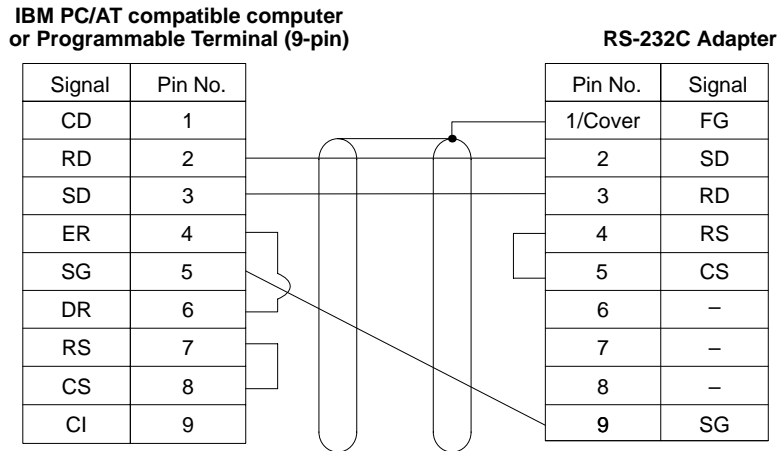 IBM PC/AT compatible computer
or Programmable Terminal (9-pin)
Signal Pin No.
CD 1
RD 2
SD 3
ER 4
SG 5
DR 6
RS 7
CS 8
CI 9
RS-232C Adapter
Pin No. Signal
1/Cover FG
2 SD
3 RD
4 RS
5 CS
6 –
7 –
8 –
9 SG